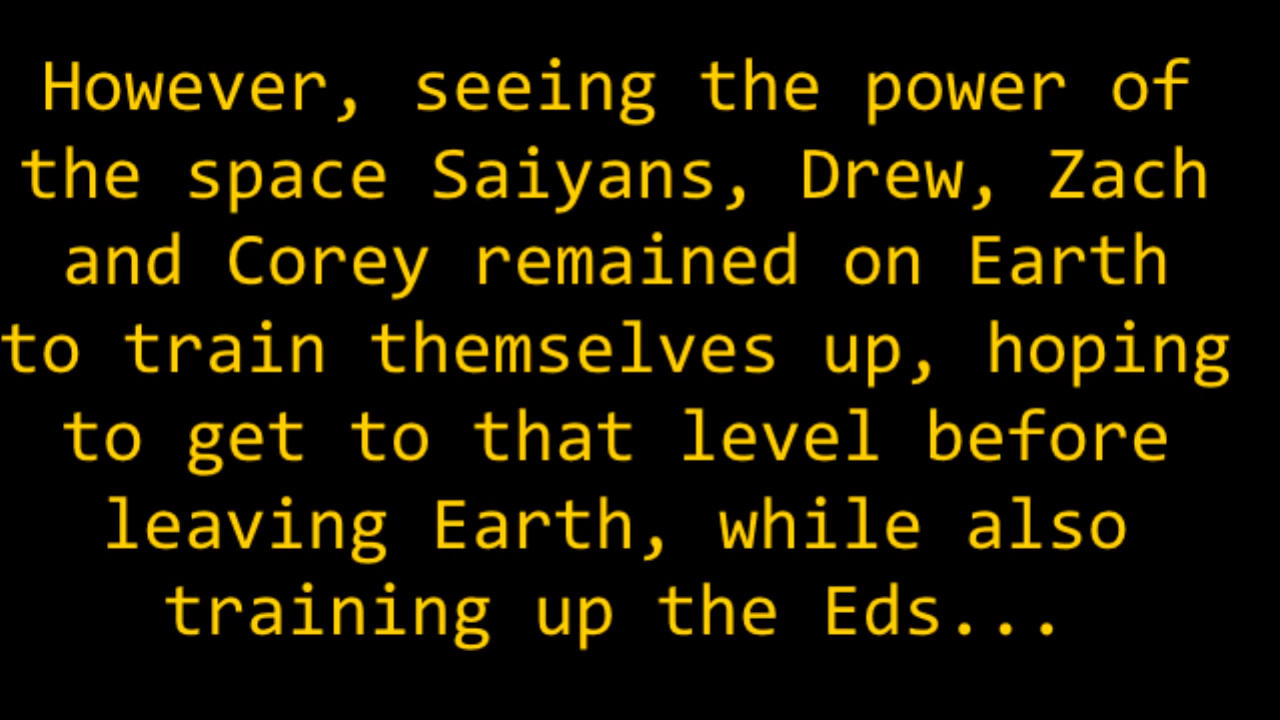 However, seeing the power of
the space Saiyans, Drew, Zach
and Corey remained on Earth
to train themselves up, hoping
to get to that level before
leaving Earth, while also
training up the Eds...